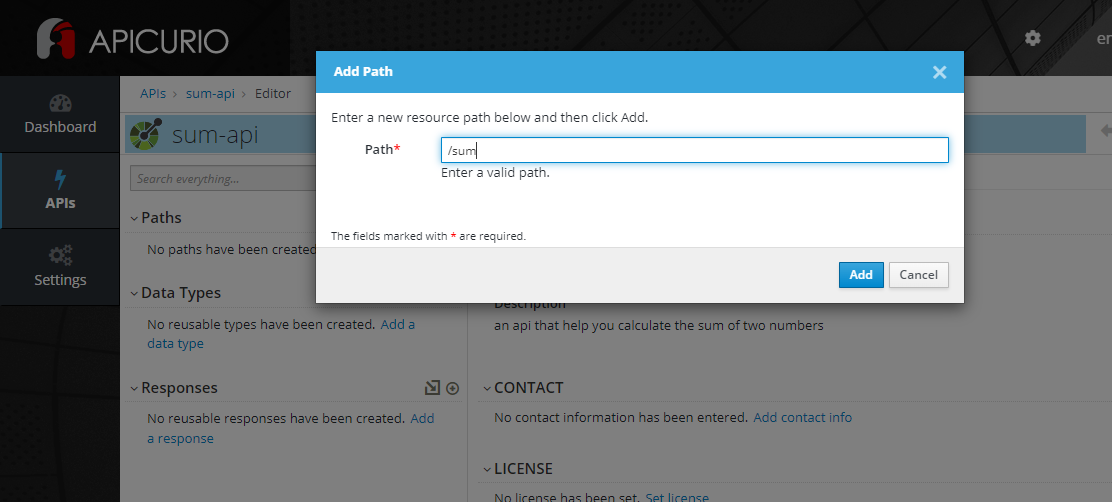 APICURIO
en
Add Path
Dashboard
APIs
Settings
APIs › sum-api › Editor
sum-api
Search everything...
Enter a new resource path below and then click Add.
Path*
/sum
Enter a valid path.
The fields marked with * are required.
Add
Cancel
Paths
No paths have been created
Data Types
No reusable types have been created. Add a
data type
Responses
No reusable responses have been created. Add
a response
Description
an api that help you calculate the sum of two numbers
CONTACT
No contact information has been entered. Add contact info
LICENSE
No license has been set. Set license